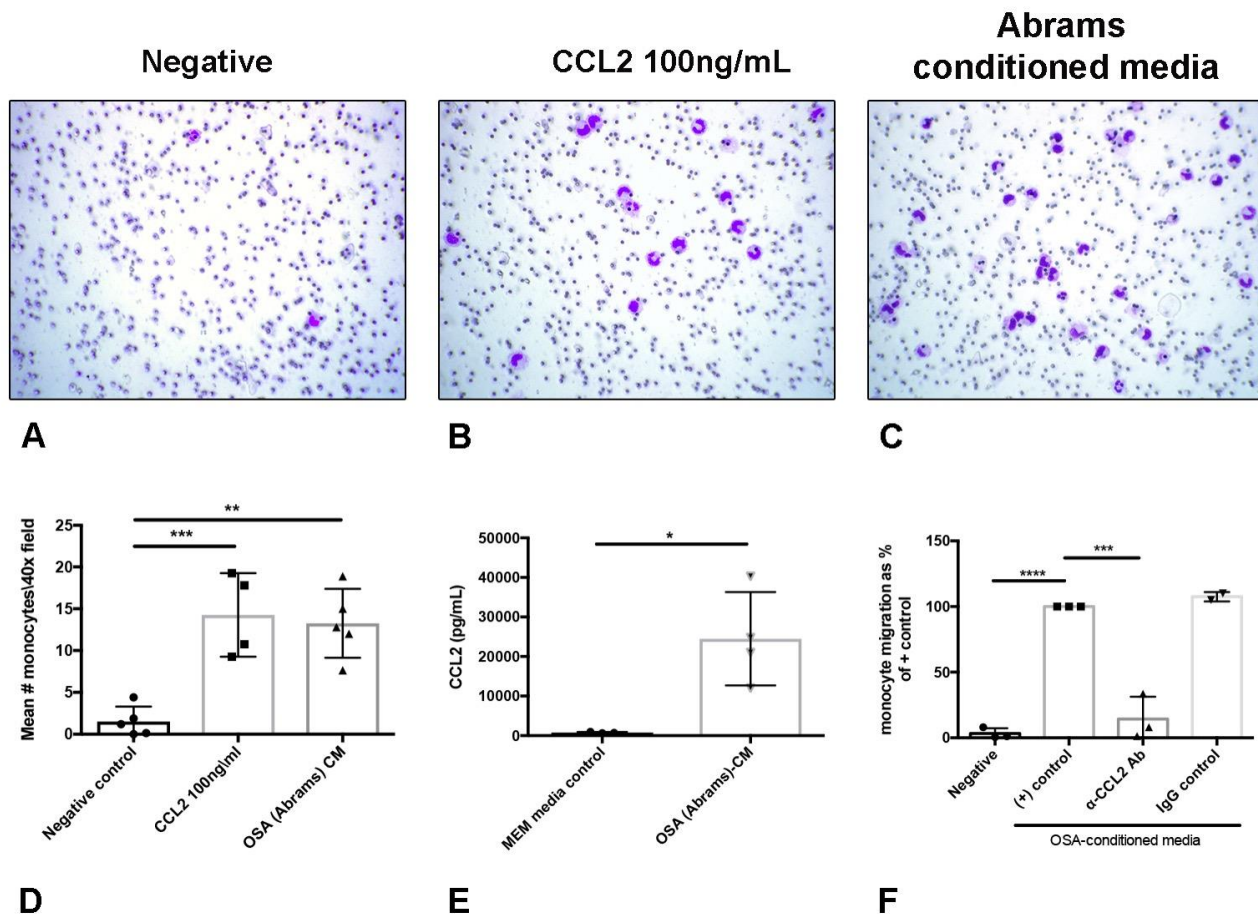 Negative
CCL2 100ng/mL
Abrams
conditioned media
A
B
C
Mean # monocytes\40x field
25
20
15
10
5
0
***
**
Negative control
CCL2 100ng\ml
OSA (Abrams) CM
D
CCL2 (pg/mL)
50000
40000
30000
20000
10000
0
*
MEM media control
OSA (Abrams)-CM
E
monocyte migration as %
of + control
150
100
50
0
****
***
Negative
(+) control
α-CCL2 Ab
IgG control
OSA-conditioned media
F